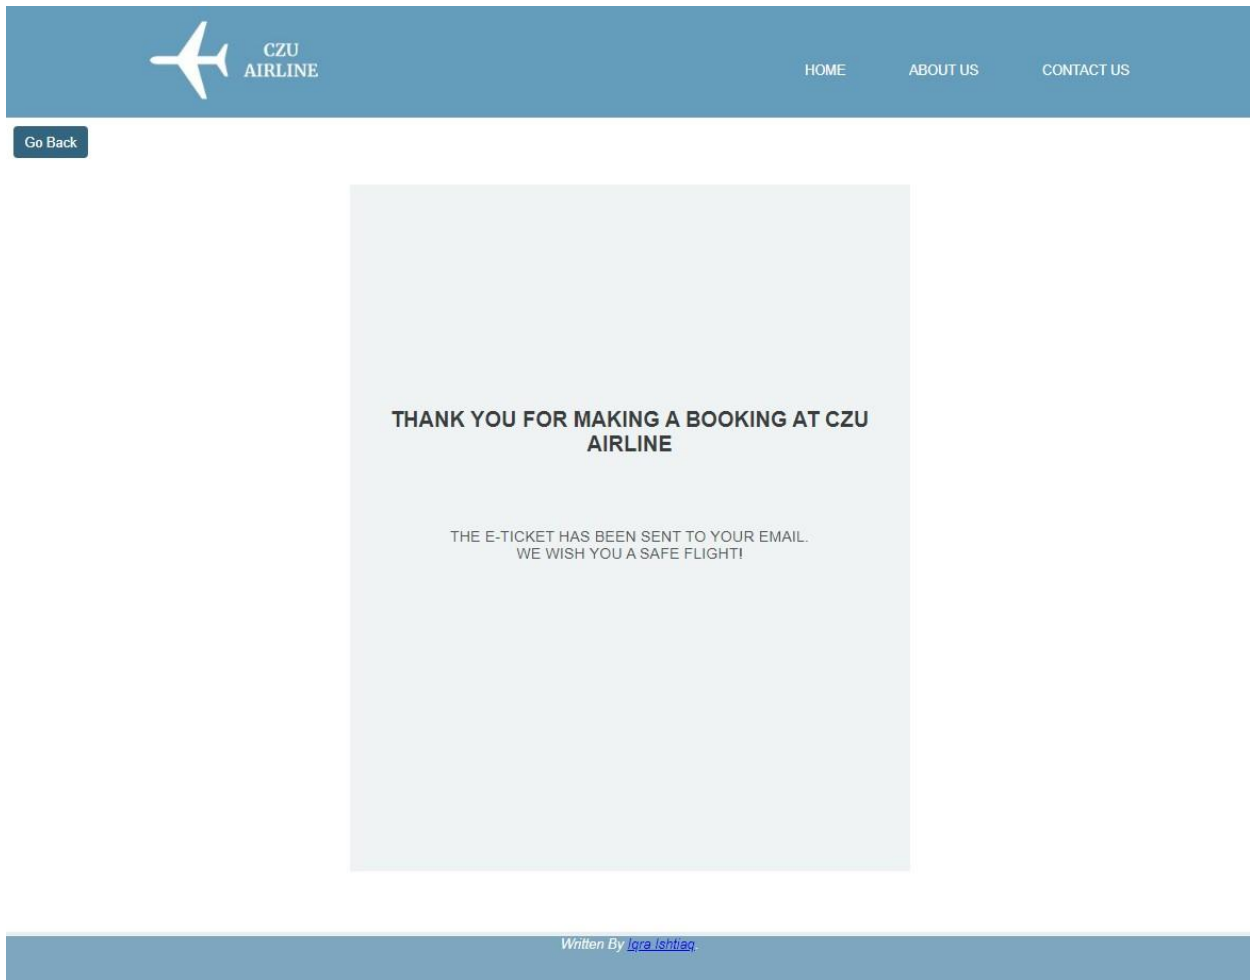 CZU
AIRLINE
HOME ABOUT US CONTACT US
Go Back
THANK YOU FOR MAKING A BOOKING AT CZU
AIRLINE
THE E-TICKET HAS BEEN SENT TO YOUR EMAIL.
WE WISH YOU A SAFE FLIGHT!
Written By Iqra Ishtiaq.